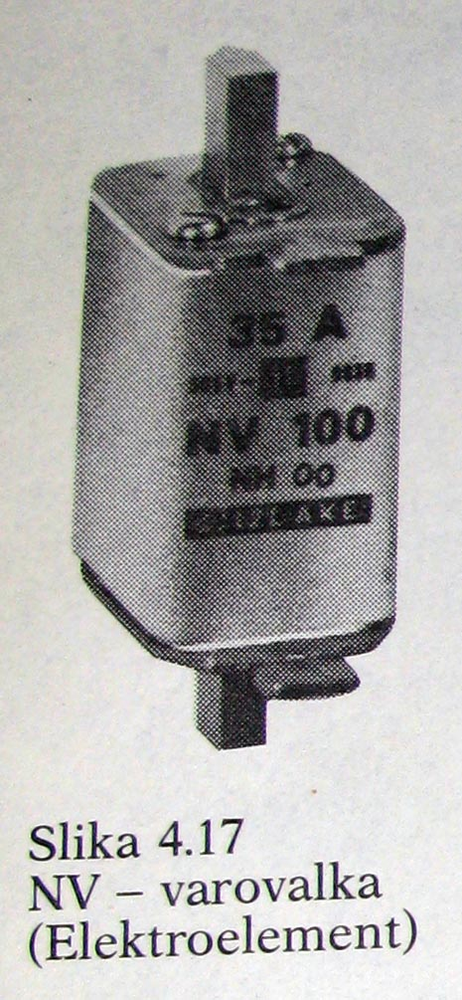 35 A
NV 100
NH 00
Slika 4.17
NV – varovalka
(Elektroelement)